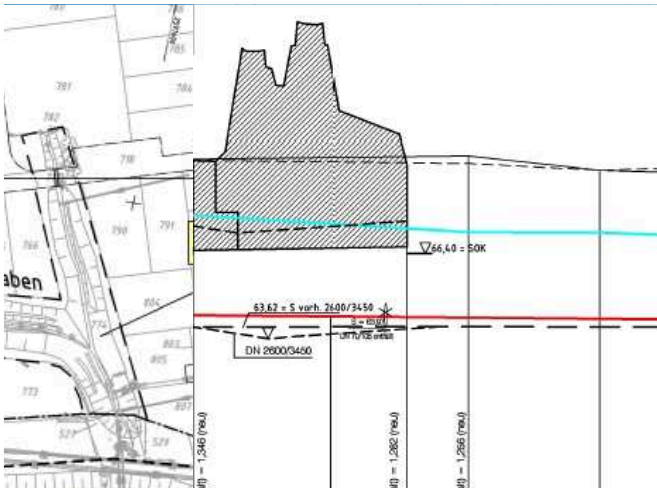 781
784
782
718
766
790
791
aben
804
803
805
773
807
527
529
66,40 = SOK
63,62 = S vorh. 2600/3450
DN 2600/3450
= 1,346 (neu)
= 1,282 (neu)
= 1,256 (neu)